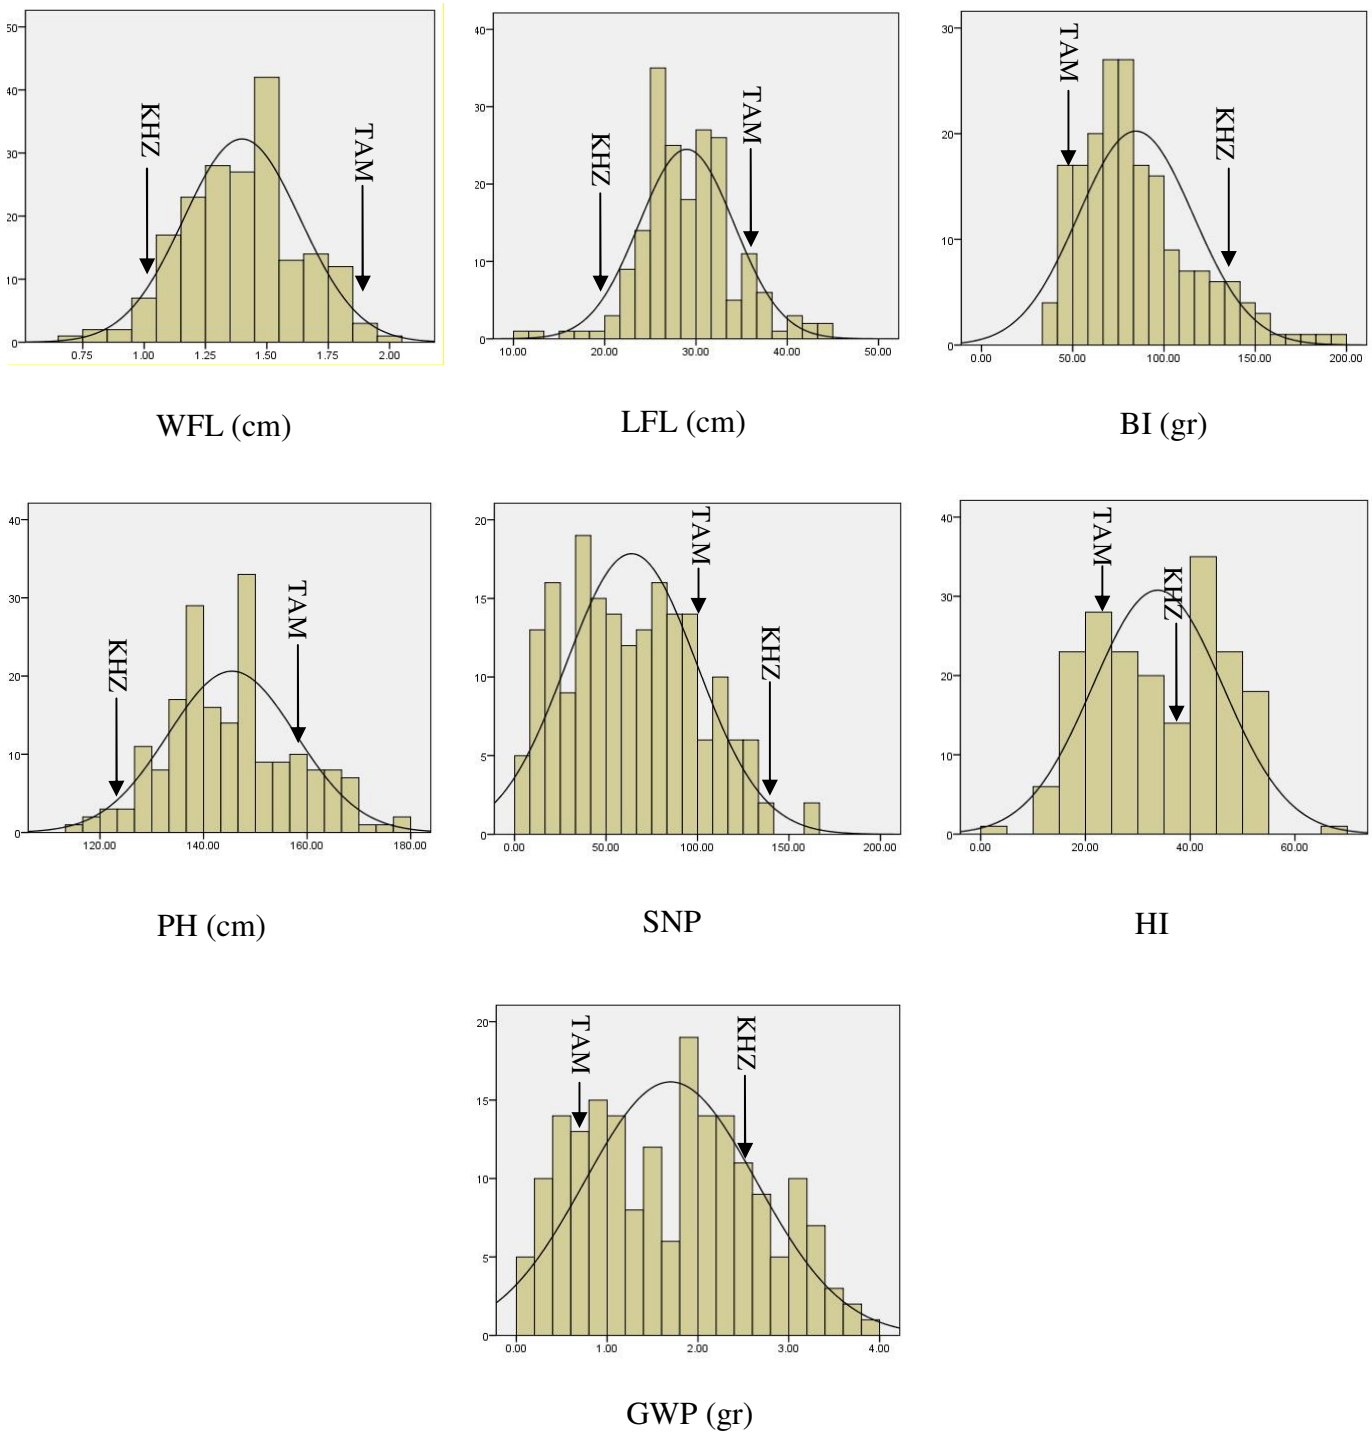 50
40
30
20
10
0
KHZ
TAM
0.75 1.00 1.25 1.50 1.75 2.00
WFL (cm)
40
30
20
10
0
KHZ
TAM
10.00 20.00 30.00 40.00 50.00
LFL (cm)
30
20
10
0
TAM
KHZ
0.00 50.00 100.00 150.00 200.00
BI (gr)
40
30
20
10
0
KHZ
TAM
120.00 140.00 160.00 180.00
PH (cm)
20
15
10
5
0
TAM
KHZ
0.00 50.00 100.00 150.00 200.00
SNP
40
30
20
10
0
TAM
KHZ
0.00 20.00 40.00 60.00
HI
20
15
10
5
0
TAM
KHZ
0.00 1.00 2.00 3.00 4.00
GWP (gr)